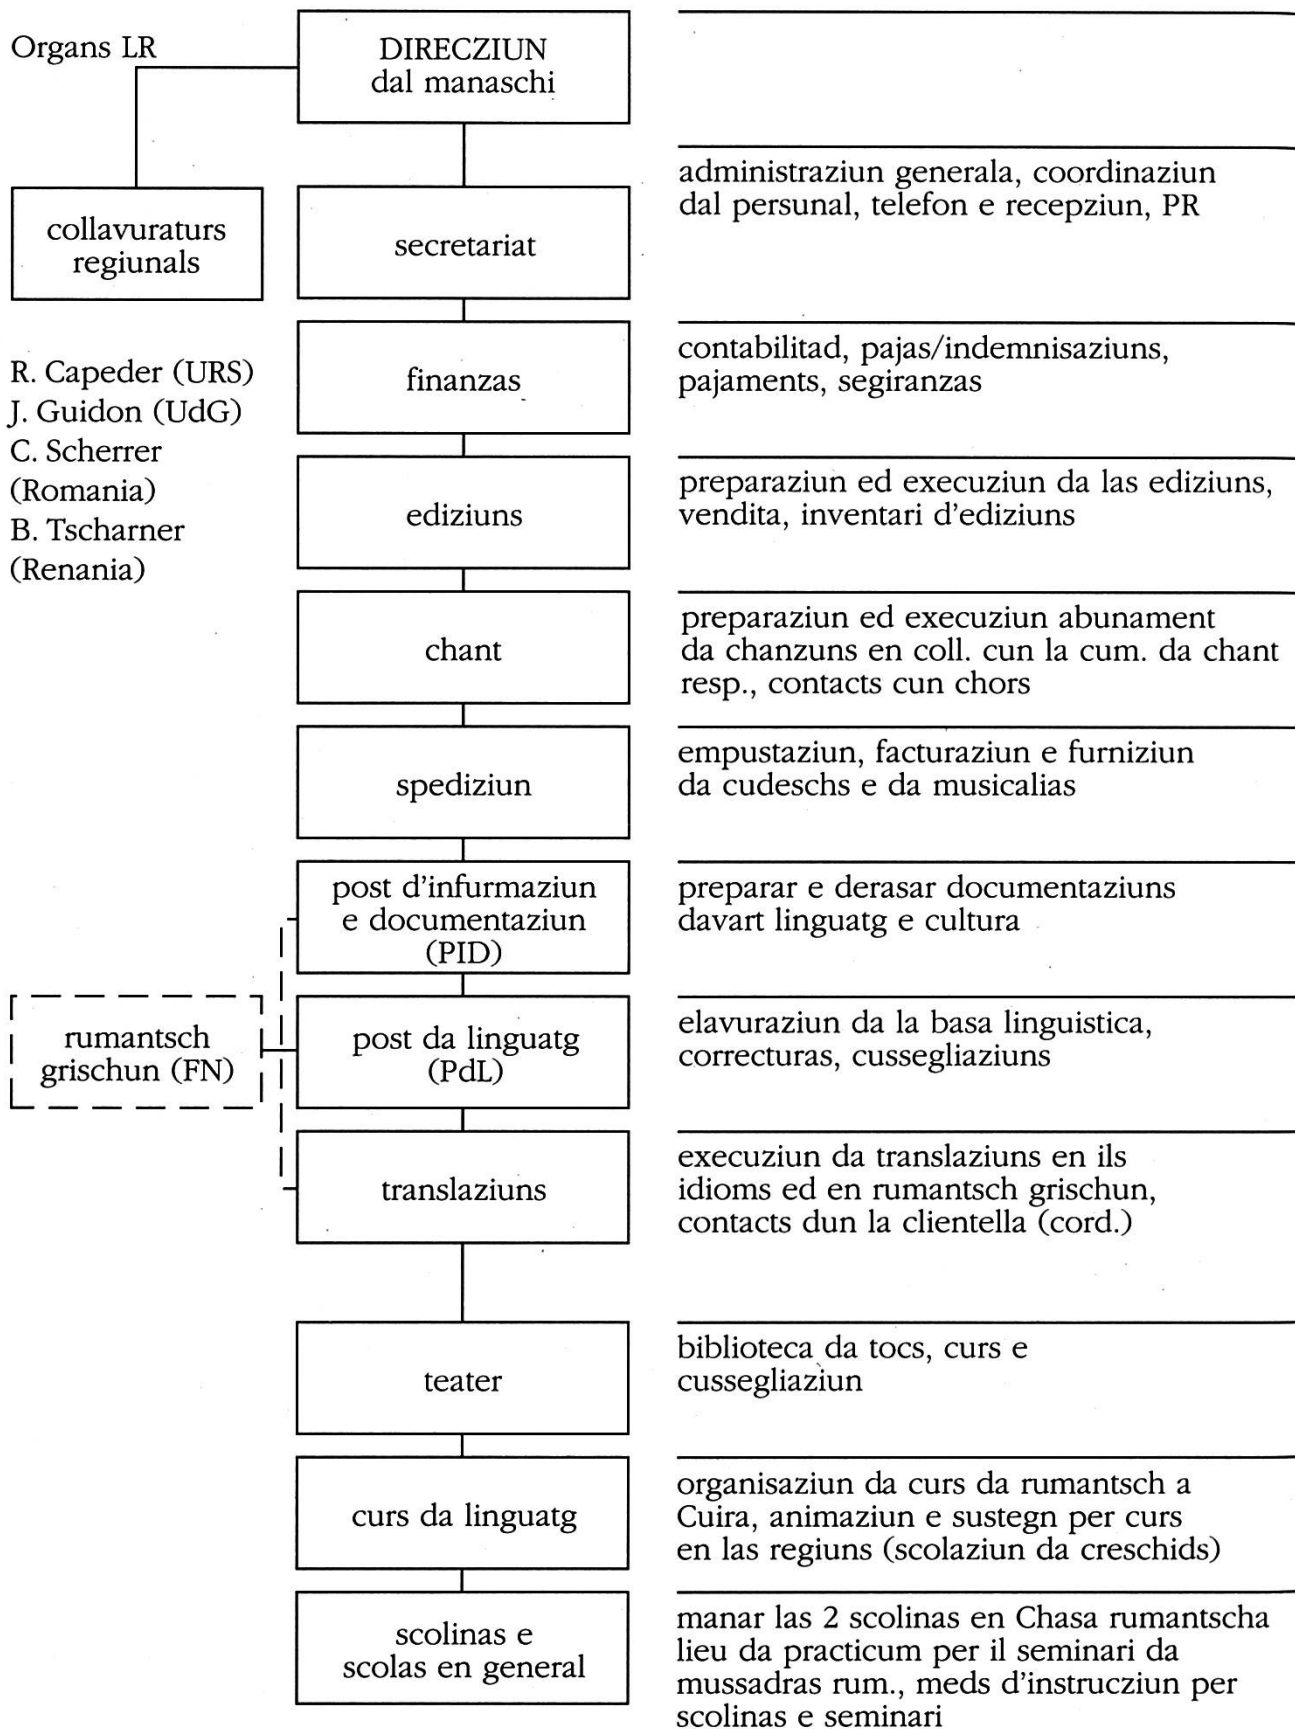 Organs LR
DIRECZIUN
dal manaschi
collavuraturs
regiunals
R. Capeder (URS)
J. Guidon (UdG)
C. Scherrer
(Romania)
B. Tscharner
(Renania)
secretariat
administraziun generala, coordinaziun
dal persunal, telefon e recepziun, PR
finanzas
contabilitad, pajas/indemnisaziuns,
pajaments, segiranzas
ediziuns
preparaziun ed execuziun da las ediziuns,
vendita, inventari d'ediziuns
chant
preparaziun ed execuziun abunament
da chanzuns en coll. cun la cum. da chant
resp., contacts cun chors
spediziun
empustaziun, facturaziun e furniziun
da cudeschs e da musicalias
post d'infurmaziun
e documentaziun
(PID)
preparar e derasar documentaziuns
davart linguatg e cultura
rumantsch
grischun (FN)
post da linguatg
(PdL)
elavuraziun da la basa linguistica,
correcturas, cussegliaziuns
translaziuns
execuziun da translaziuns en ils
idioms ed en rumantsch grischun,
contacts dun la clientella (cord.)
teater
biblioteca da tocs, curs e
cussegliaziun
curs da linguatg
organisaziun da curs da rumantsch a
Cuira, animaziun e sustegn per curs
en las regiuns (scolaziun da creschids)
scolinas e
scolas en general
manar las 2 scolinas en Chasa rumantscha
lieu da practicum per il seminari da
mussadras rum., meds d'instrucziun per
scolinas e seminari